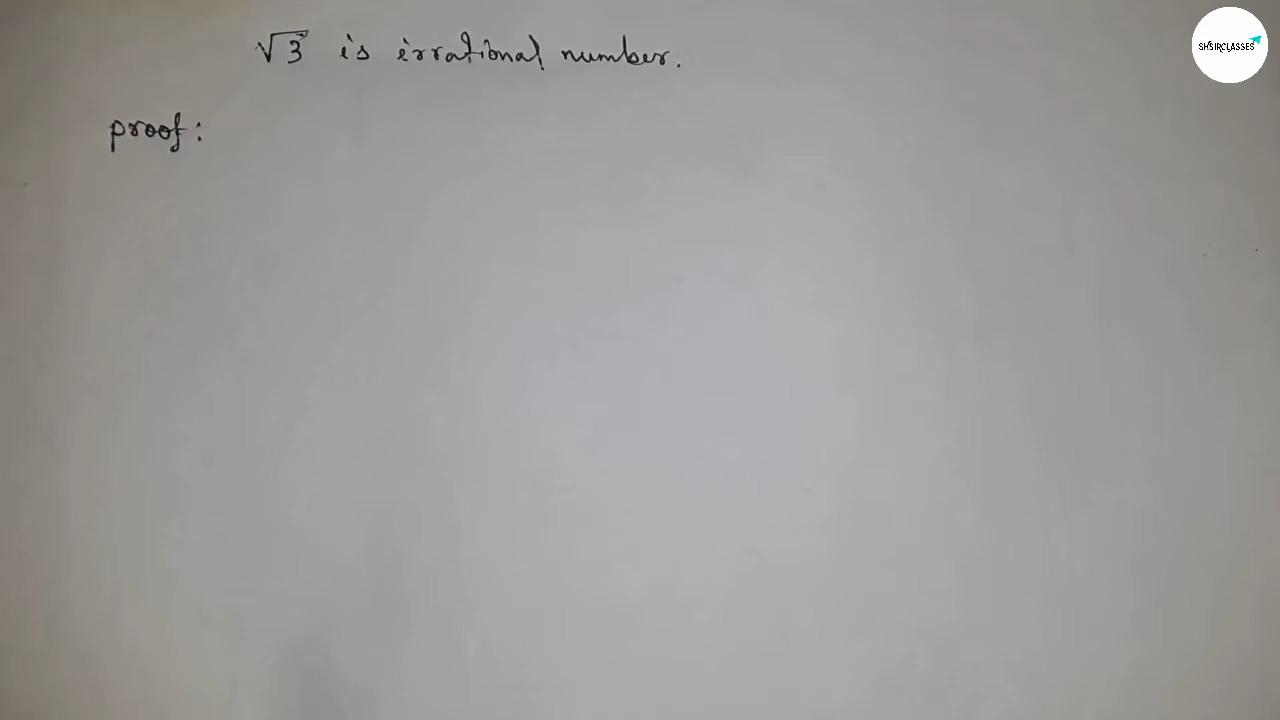 √3 is irrational number.
SHSIRCLASSES
proof: